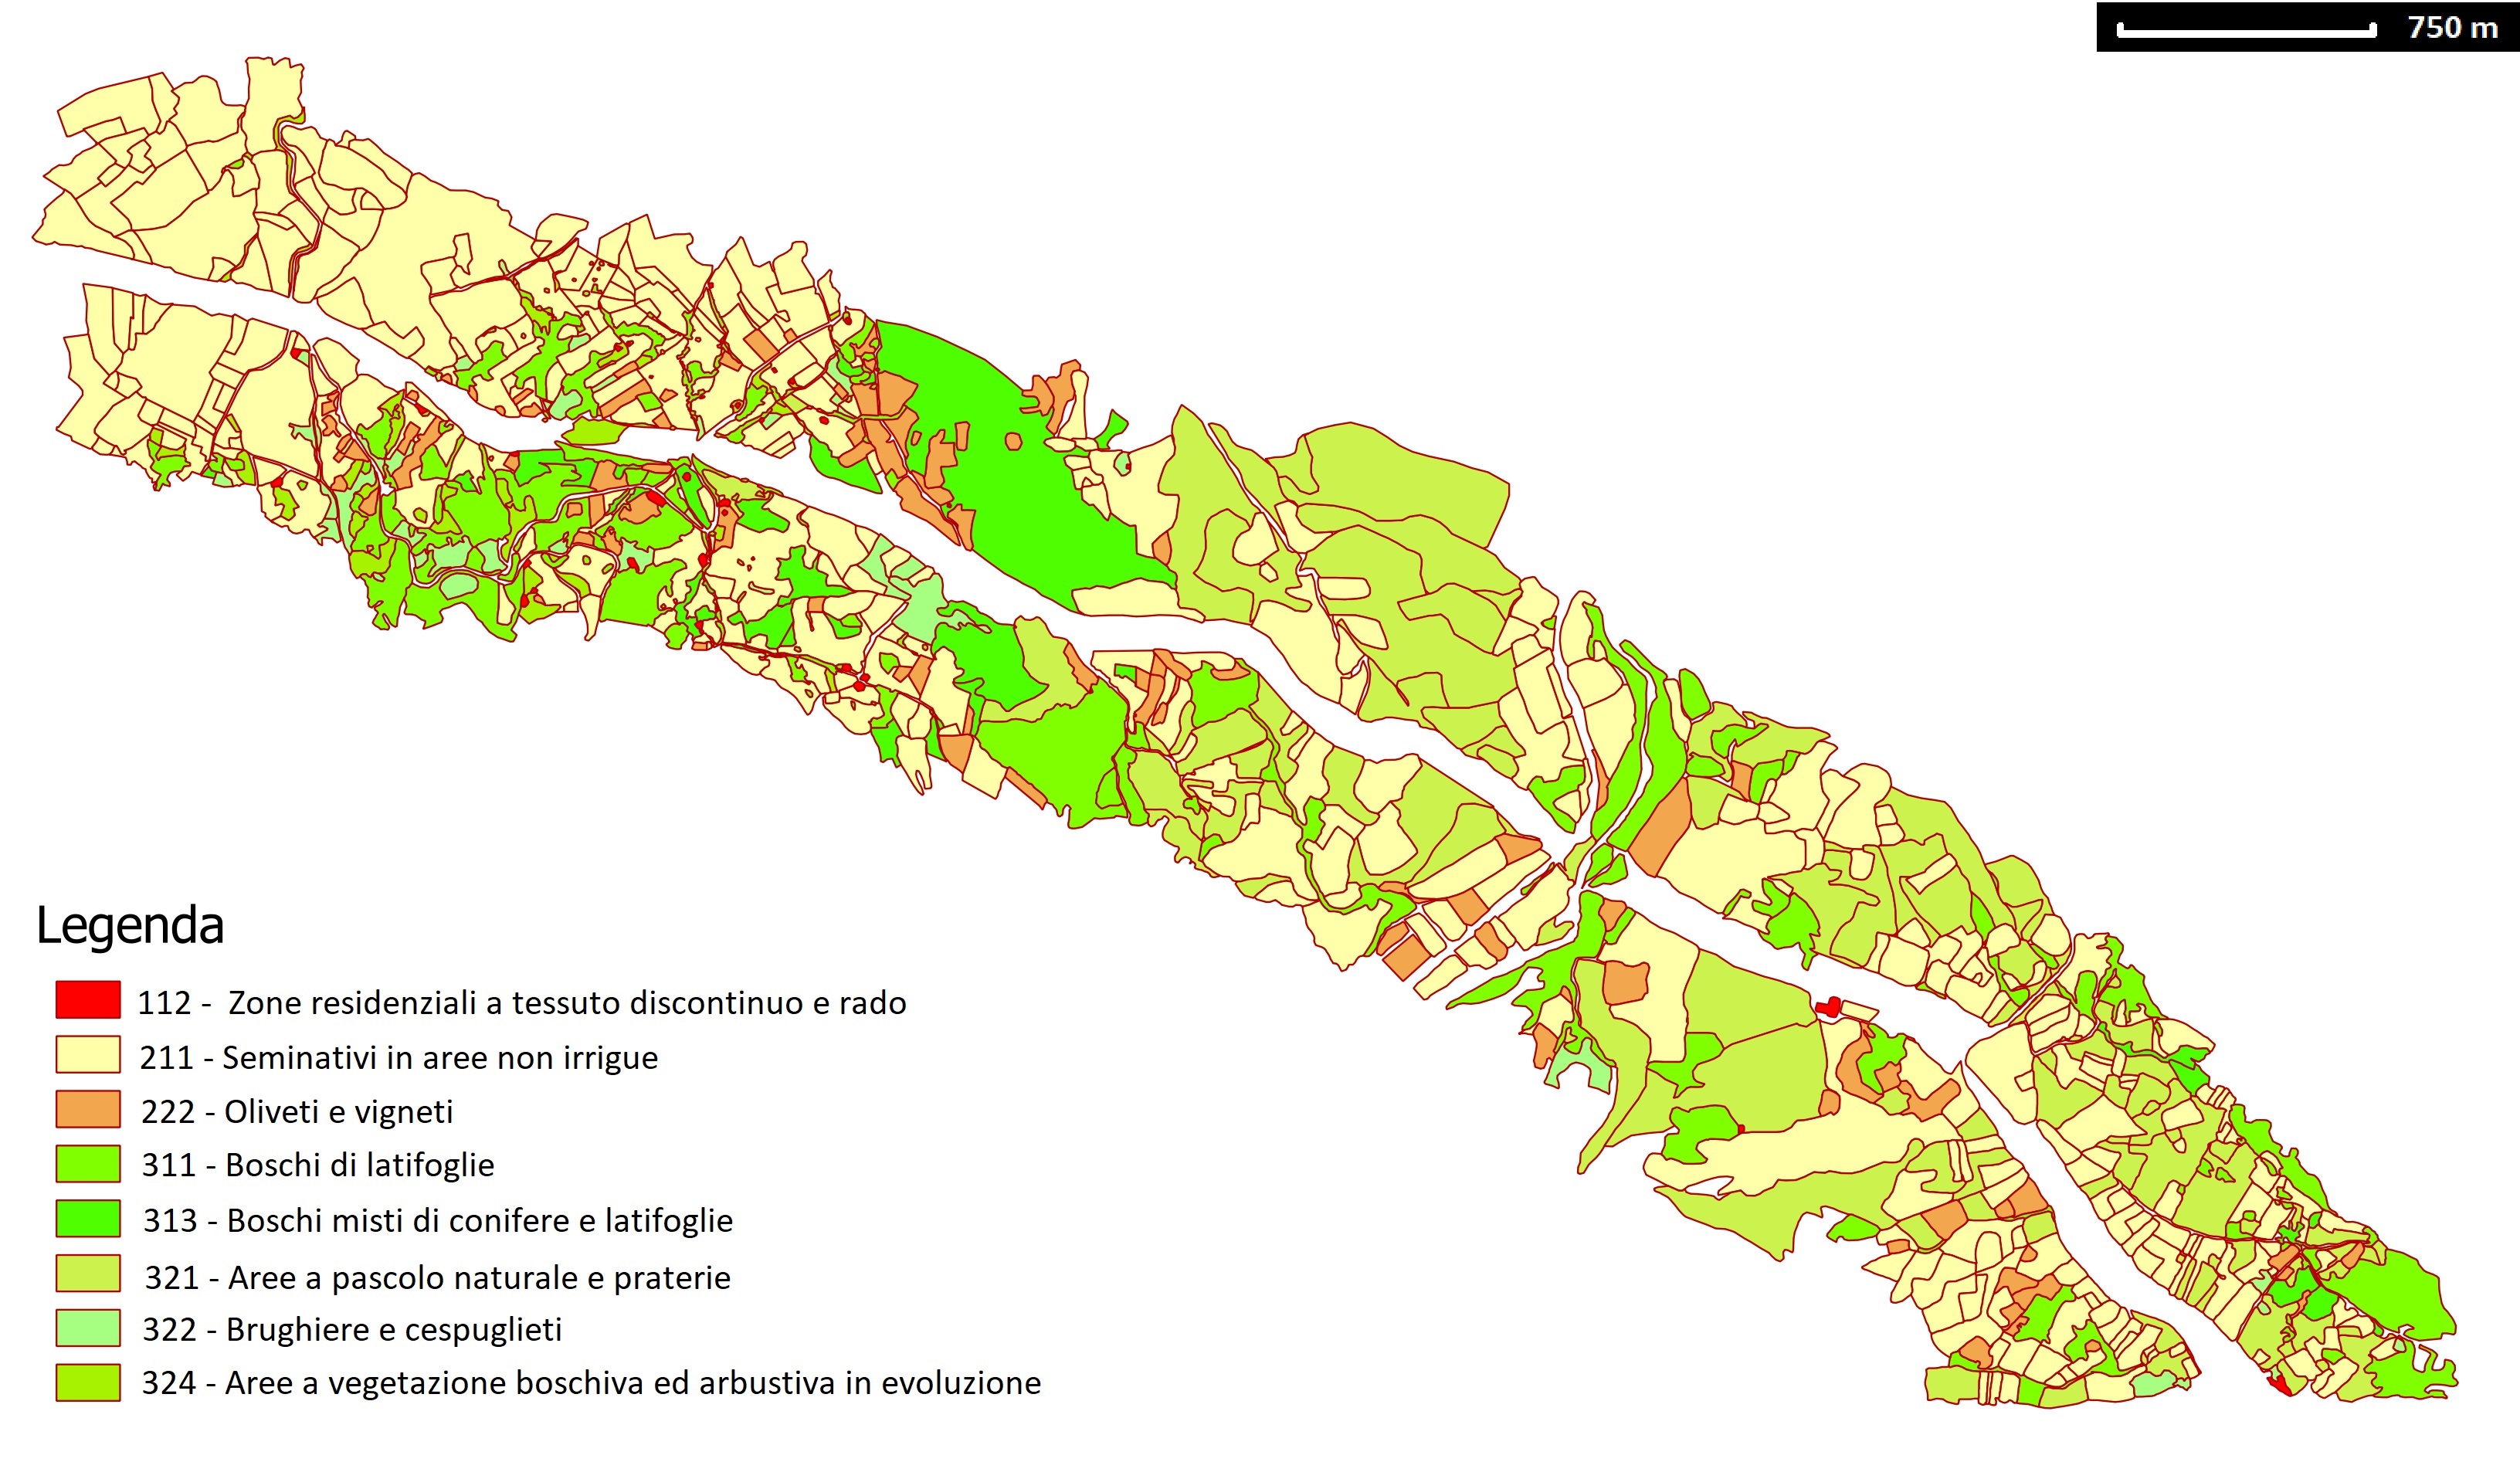 750 m
Legenda
112 - Zone residenziali a tessuto discontinuo e rado
211 - Seminativi in aree non irrigue
222 - Oliveti e vigneti
311 - Boschi di latifoglie
313 - Boschi misti di conifere e latifoglie
321 - Aree a pascolo naturale e praterie
322 - Brughiere e cespuglieti
324 - Aree a vegetazione boschiva ed arbustiva in evoluzione